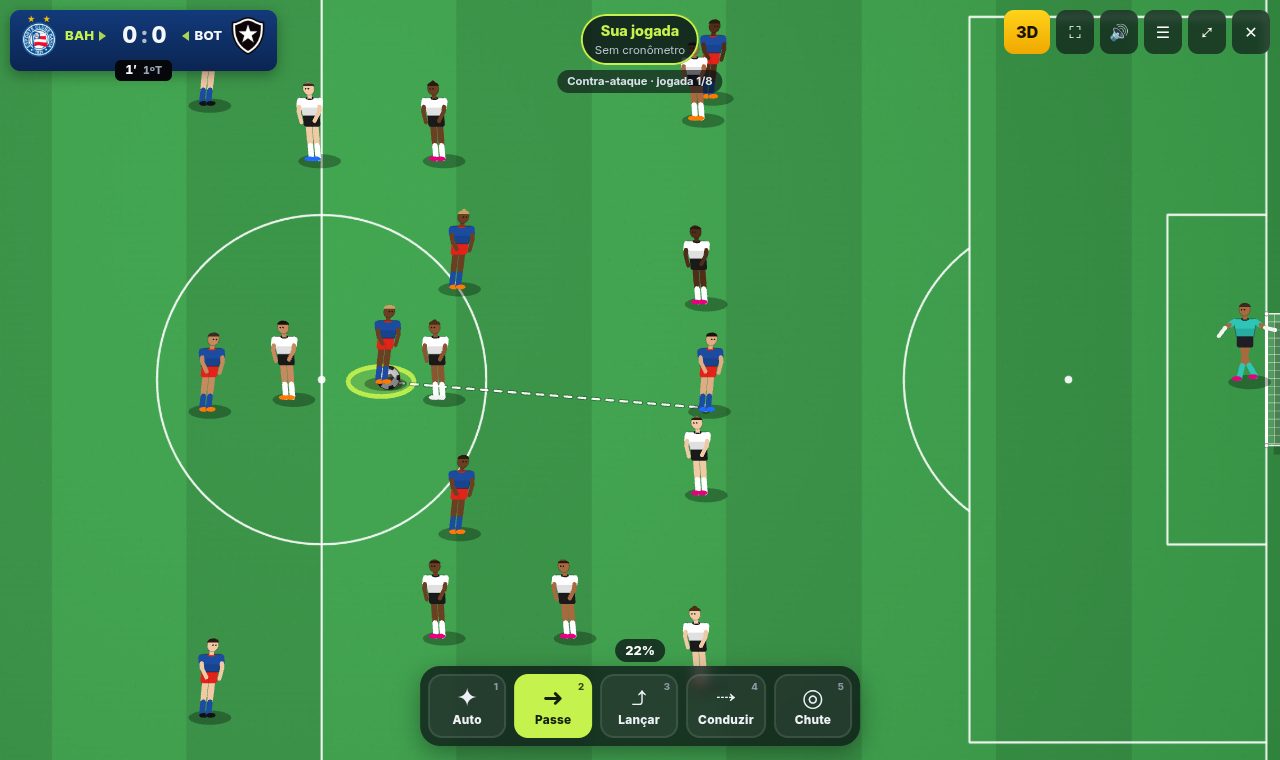 BAH 0:0 BOT
1' 1ºT
Sua jogada
Sem cronômetro
Contra-ataque · jogada 1/8
3D
22%
1 2 3 4 5
Auto Passe Lançar Conduzir Chute